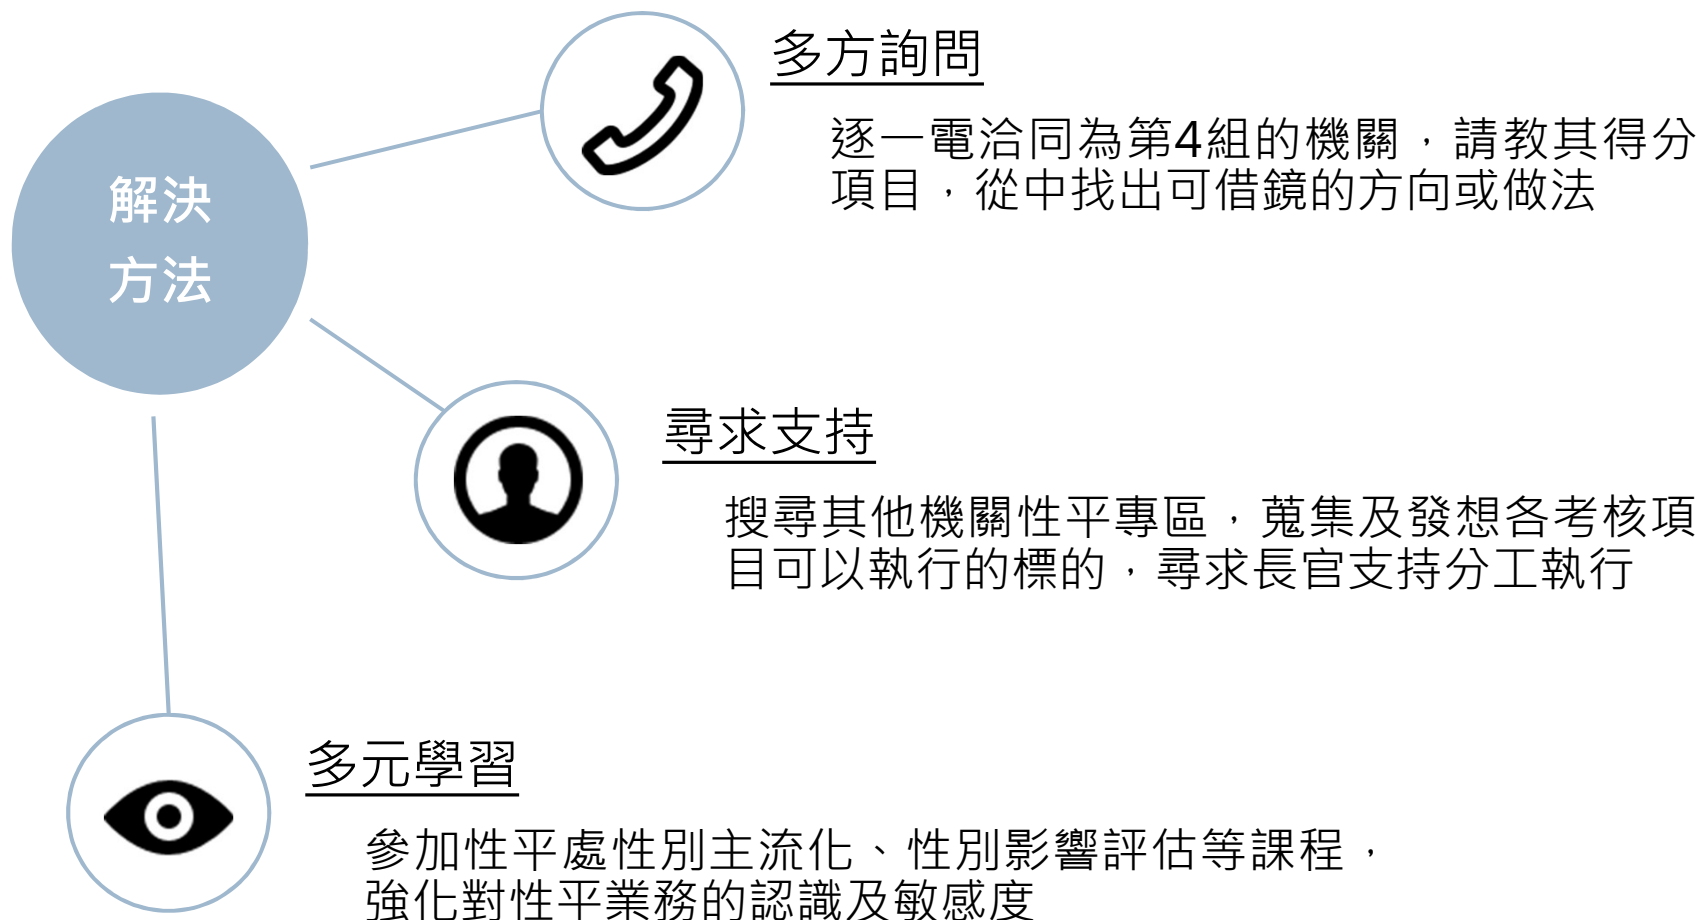 解決
方法
多方詢問
逐一電洽同為第4組的機關，請教其得分
項目，從中找出可借鏡的方向或做法
尋求支持
搜尋其他機關性平專區，蒐集及發想各考核項
目可以執行的標的，尋求長官支持分工執行
多元學習
參加性平處性別主流化、性別影響評估等課程，
強化對性平業務的認識及敏感度